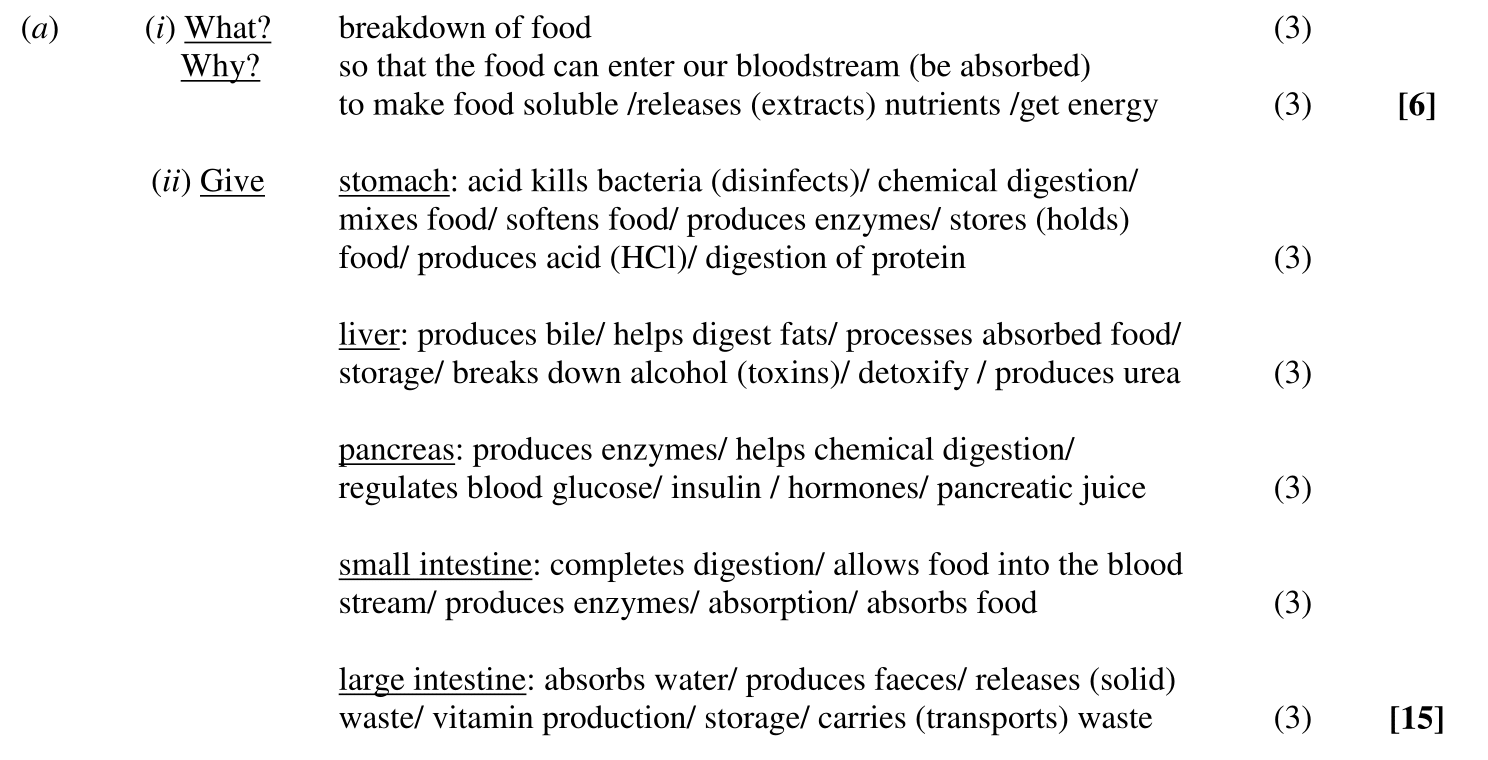 (a) (i) What? breakdown of food (3)
Why? so that the food can enter our bloodstream (be absorbed)
to make food soluble /releases (extracts) nutrients /get energy (3) [6]
(ii) Give stomach: acid kills bacteria (disinfects)/ chemical digestion/
mixes food/ softens food/ produces enzymes/ stores (holds)
food/ produces acid (HCl)/ digestion of protein (3)
liver: produces bile/ helps digest fats/ processes absorbed food/
storage/ breaks down alcohol (toxins)/ detoxify / produces urea (3)
pancreas: produces enzymes/ helps chemical digestion/
regulates blood glucose/ insulin / hormones/ pancreatic juice (3)
small intestine: completes digestion/ allows food into the blood
stream/ produces enzymes/ absorption/ absorbs food (3)
large intestine: absorbs water/ produces faeces/ releases (solid)
waste/ vitamin production/ storage/ carries (transports) waste (3) [15]